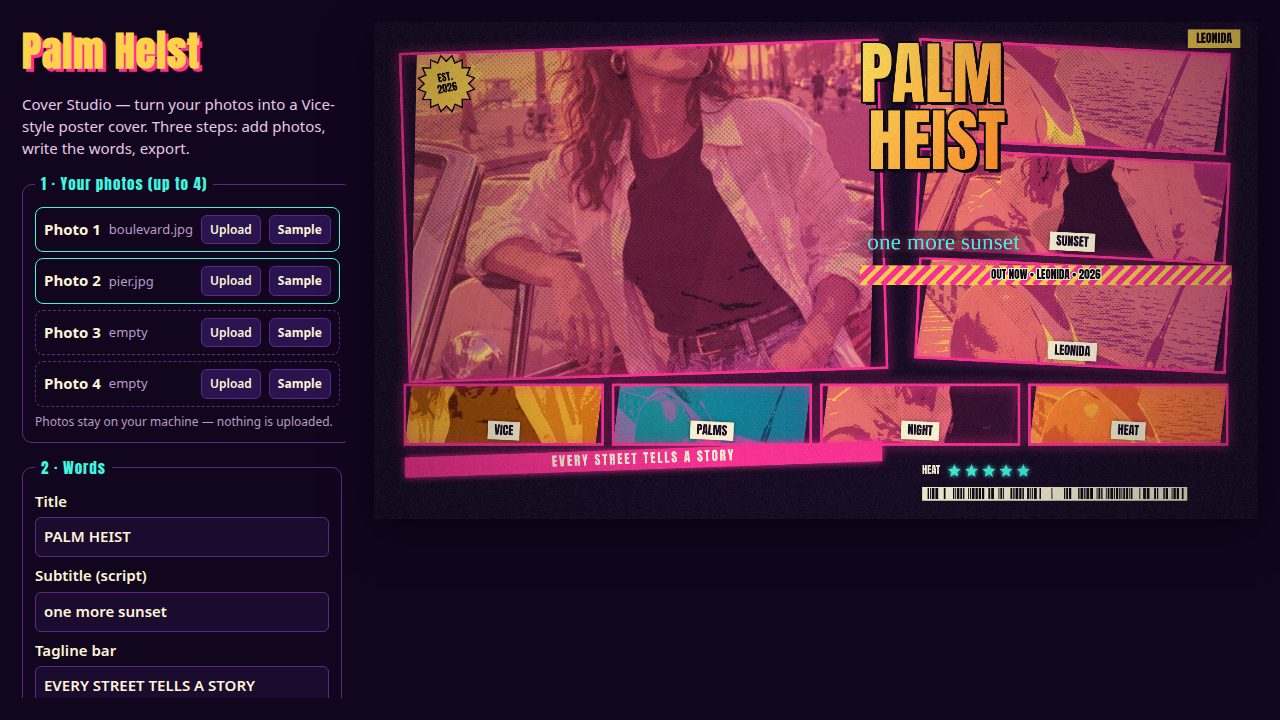 Palm Heist
Cover Studio — turn your photos into a Vice-
style poster cover. Three steps: add photos,
write the words, export.
1 · Your photos (up to 4)
Photo 1 boulevard.jpg Upload Sample
Photo 2 pier.jpg Upload Sample
Photo 3 empty Upload Sample
Photo 4 empty Upload Sample
Photos stay on your machine — nothing is uploaded.
2 · Words
Title
PALM HEIST
Subtitle (script)
one more sunset
Tagline bar
EVERY STREET TELLS A STORY
LEONIDA
EST.
2026
PALM
HEIST
one more sunset
SUNSET
OUT NOW • LEONIDA • 2026
LEONIDA
VICE
PALMS
NIGHT
HEAT
EVERY STREET TELLS A STORY
HEAT ★★★★★